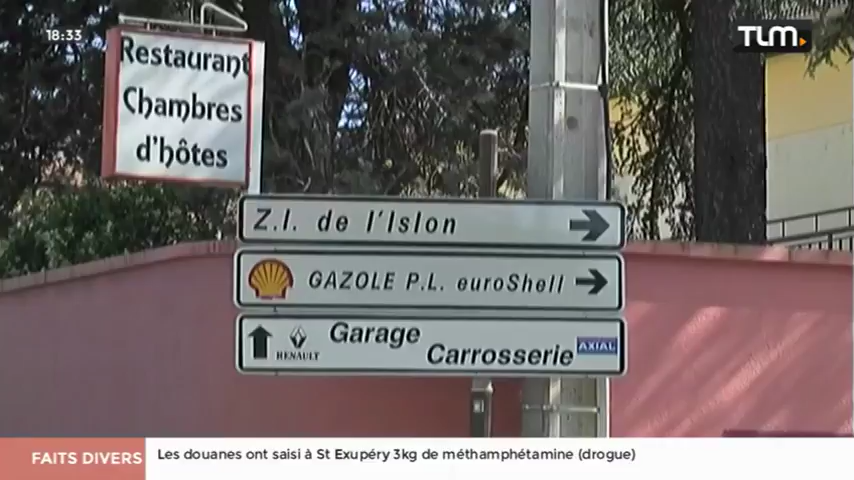 18:33
TLM
Restaurant
Chambres
d'hôtes
Z.I. de l'Islon
GAZOLE P.L. euroShell
RENAULT
Garage
Carrosserie
AXIAL
FAITS DIVERS
Les douanes ont saisi à St Exupéry 3kg de méthamphétamine (drogue)